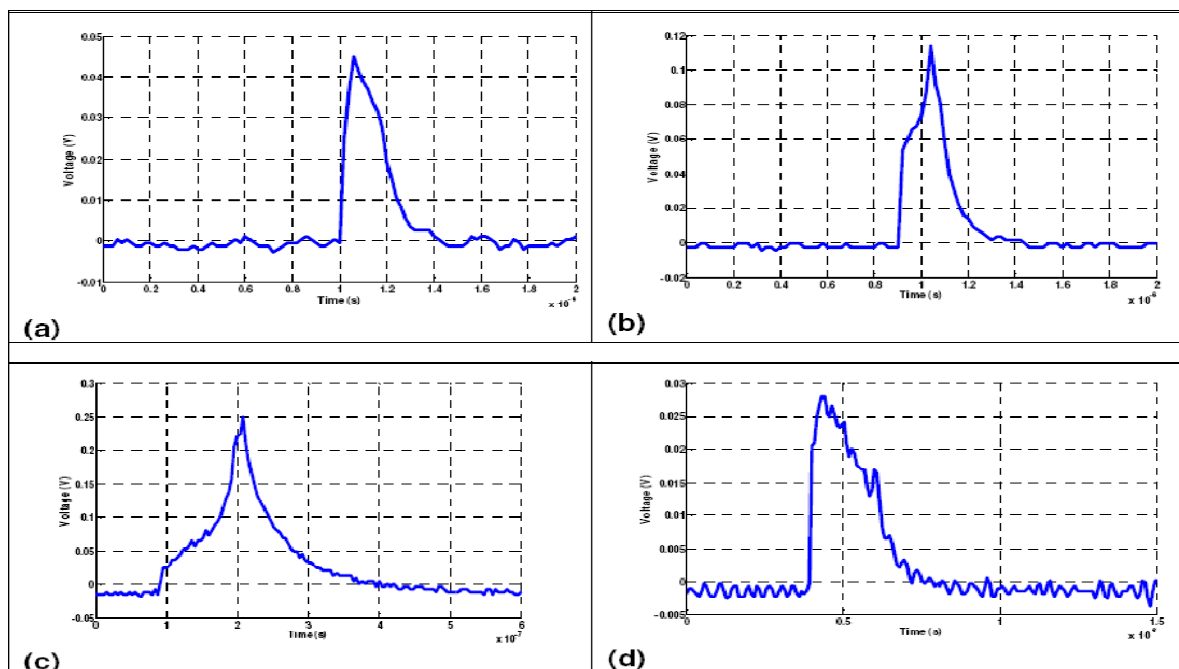 0.05
0.04
0.03
0.02
0.01
0
-0.01
Voltage (V)
0 0.2 0.4 0.6 0.8 1 1.2 1.4 1.6 1.8 2
Time (s)
(a)
0.12
0.1
0.08
0.06
0.04
0.02
0
-0.02
Voltage (V)
0 0.2 0.4 0.6 0.8 1 1.2 1.4 1.6 1.8 2
Time (s)
(b)
0.3
0.25
0.2
0.15
0.1
0.05
0
-0.05
Voltage (V)
0 1 2 3 4 5 6
Time (s)
x 10⁻⁷
(c)
0.03
0.025
0.02
0.015
0.01
0.005
0
-0.005
Voltage (V)
0 0.5 1 1.5
Time (s)
(d)